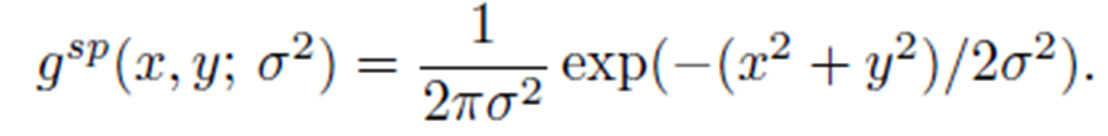 g^{sp}(x, y; σ^2) = \frac{1}{2πσ^2} exp(−(x^2 + y^2)/2σ^2).